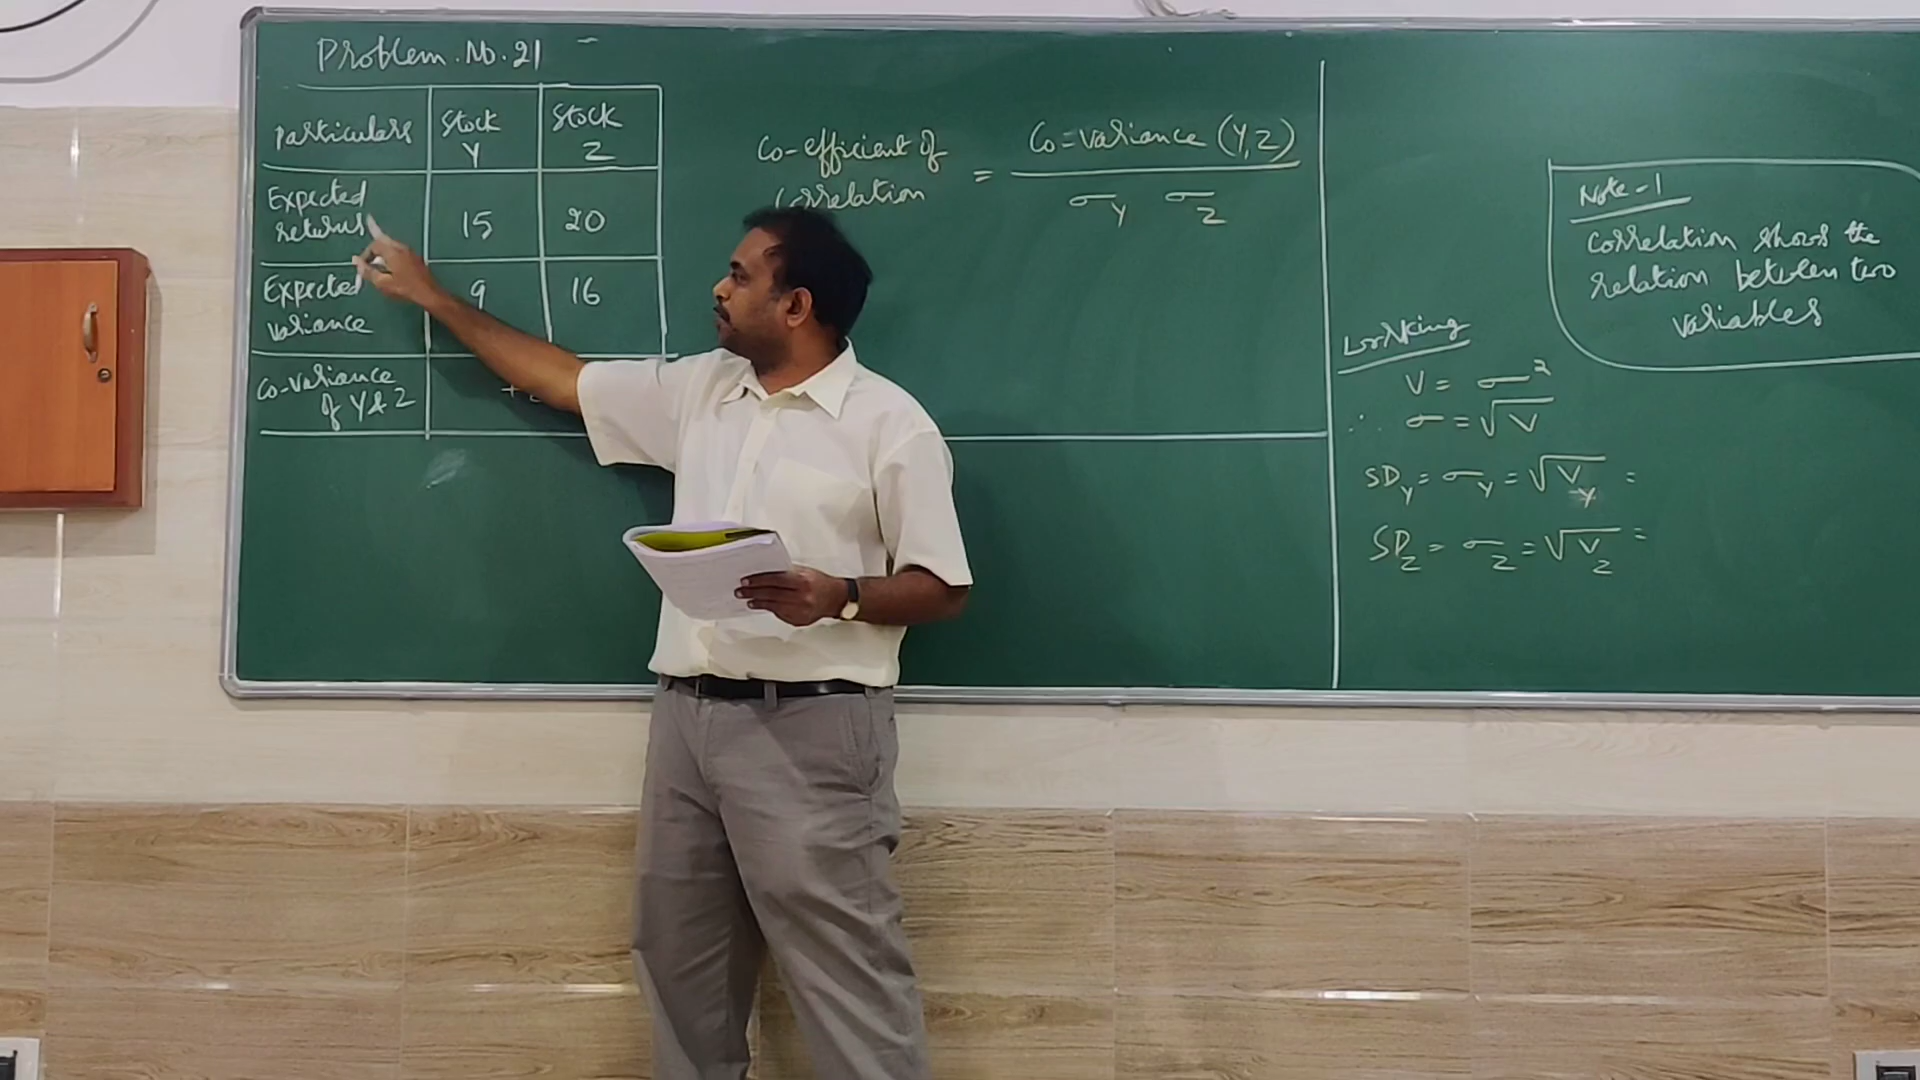 Problem. No. 21
Particulars Stock Y Stock Z
Expected returns 15 20
Expected variance 9 16
Co-variance of Y & Z +
Co-efficient of Correlation = Co-variance (Y, Z)
σY σZ
Note-1
Correlation shows the
relation between two
variables
Working
V = σ²
∴ σ = √V
SDY = σY = √VY =
SDZ = σZ = √VZ =